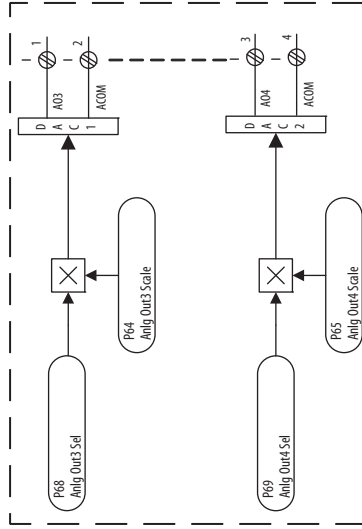 P68
Anlg Out3 Sel
P64
Anlg Out3 Scale
D
A
C
1
AO3
ACOM
1
2
P69
Anlg Out4 Sel
P65
Anlg Out4 Scale
D
A
C
2
AO4
ACOM
3
4